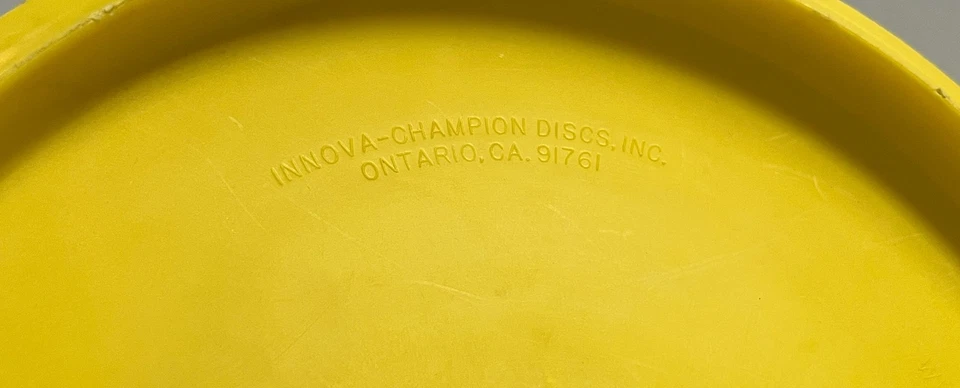 INNOVA-CHAMPION DISCS, INC.
ONTARIO, CA. 91761